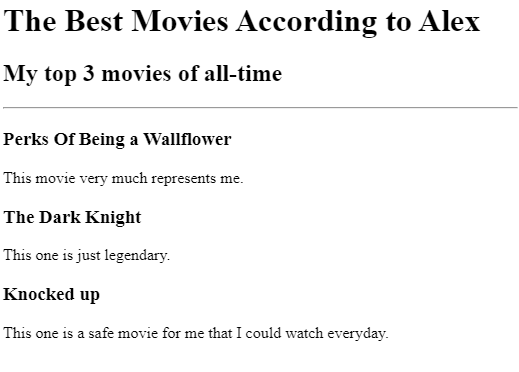 The Best Movies According to Alex
My top 3 movies of all-time
Perks Of Being a Wallflower
This movie very much represents me.
The Dark Knight
This one is just legendary.
Knocked up
This one is a safe movie for me that I could watch everyday.